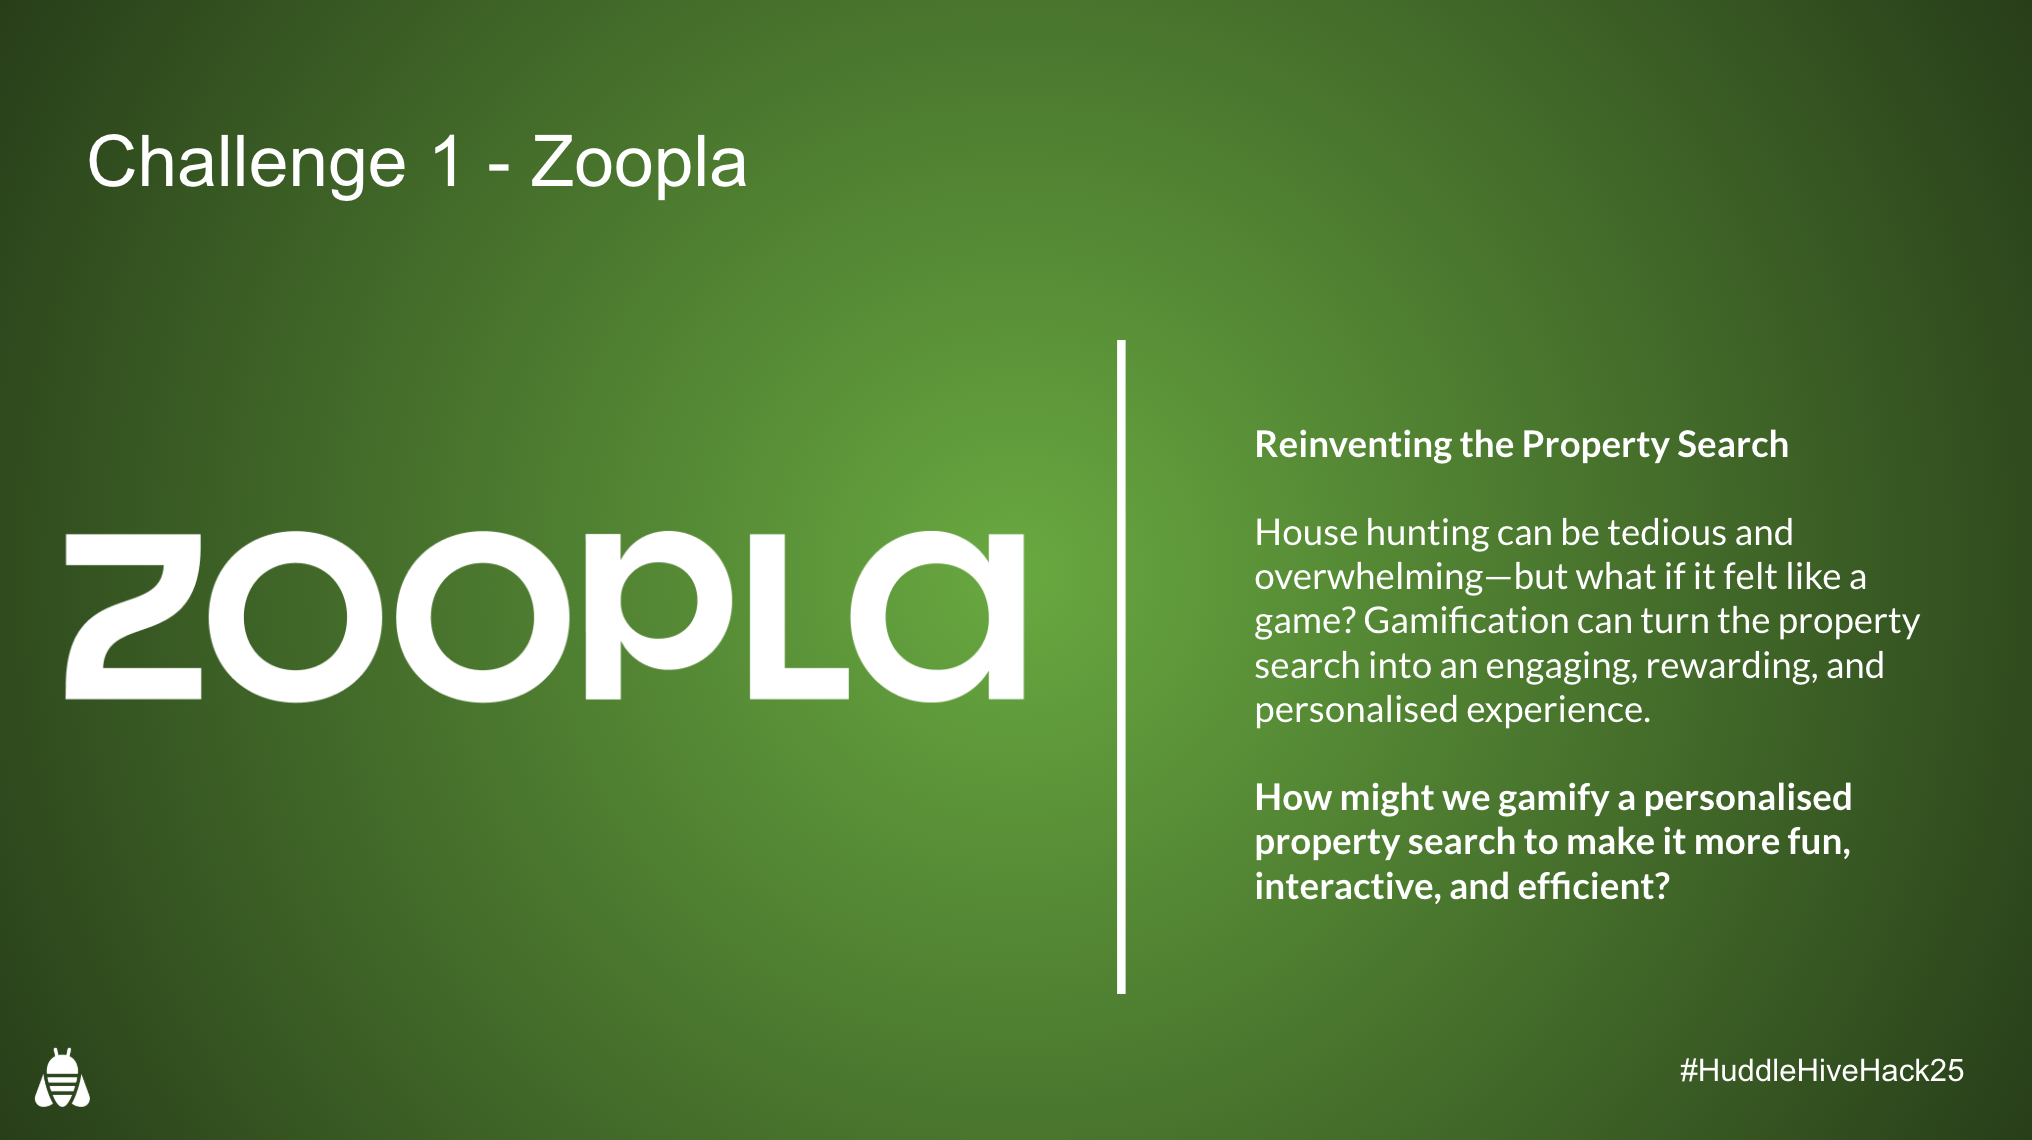 Challenge 1 - Zoopla
ZOOPLa
Reinventing the Property Search
House hunting can be tedious and
overwhelming—but what if it felt like a
game? Gamification can turn the property
search into an engaging, rewarding, and
personalised experience.
How might we gamify a personalised
property search to make it more fun,
interactive, and efficient?
#HuddleHiveHack25